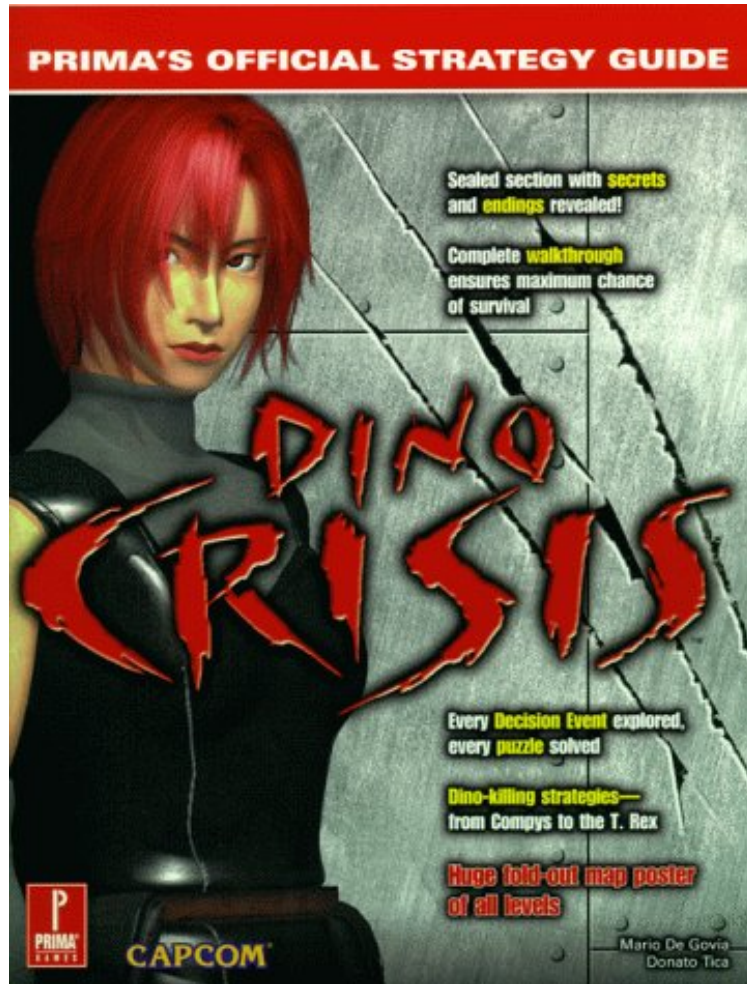 PRIMA'S OFFICIAL STRATEGY GUIDE
Sealed section with secrets
and endings revealed!
Complete walkthrough
ensures maximum chance
of survival
DINO
CRISIS
Every Decision Event explored,
every puzzle solved
Dino-killing strategies—
from Compys to the T. Rex
Huge fold-out map poster
of all levels
P
PRIMA®
GAMES
CAPCOM®
Mario De Govia
Donato Tica